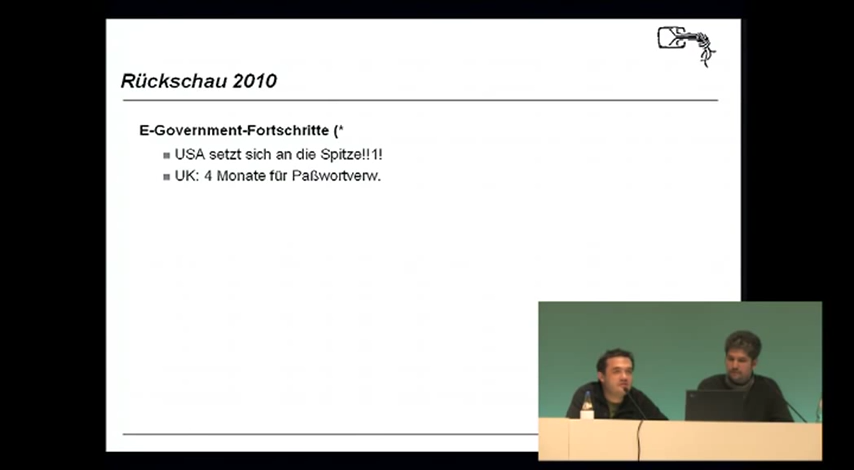 Rückschau 2010
E-Government-Fortschritte (*
USA setzt sich an die Spitze!!1!
UK: 4 Monate für Paßwortverw.